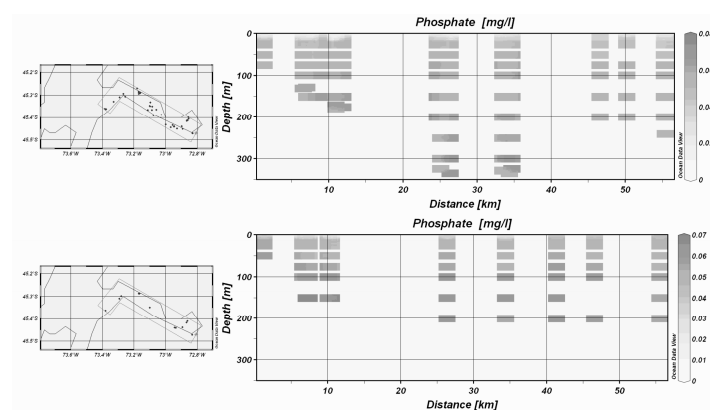 Phosphate [mg/l]
0
100
200
300
Depth [m]
10
20
30
40
50
Distance [km]
Ocean Data View
0
45.2°S
45.3°S
45.4°S
45.5°S
73.6°W
73.4°W
73.2°W
73°W
72.8°W
Ocean Data View
Phosphate [mg/l]
0
100
200
300
Depth [m]
10
20
30
40
50
Distance [km]
Ocean Data View
0.07
0.06
0.05
0.04
0.03
0.02
0.01
0
45.2°S
45.3°S
45.4°S
45.5°S
73.6°W
73.4°W
73.2°W
73°W
72.8°W
Ocean Data View